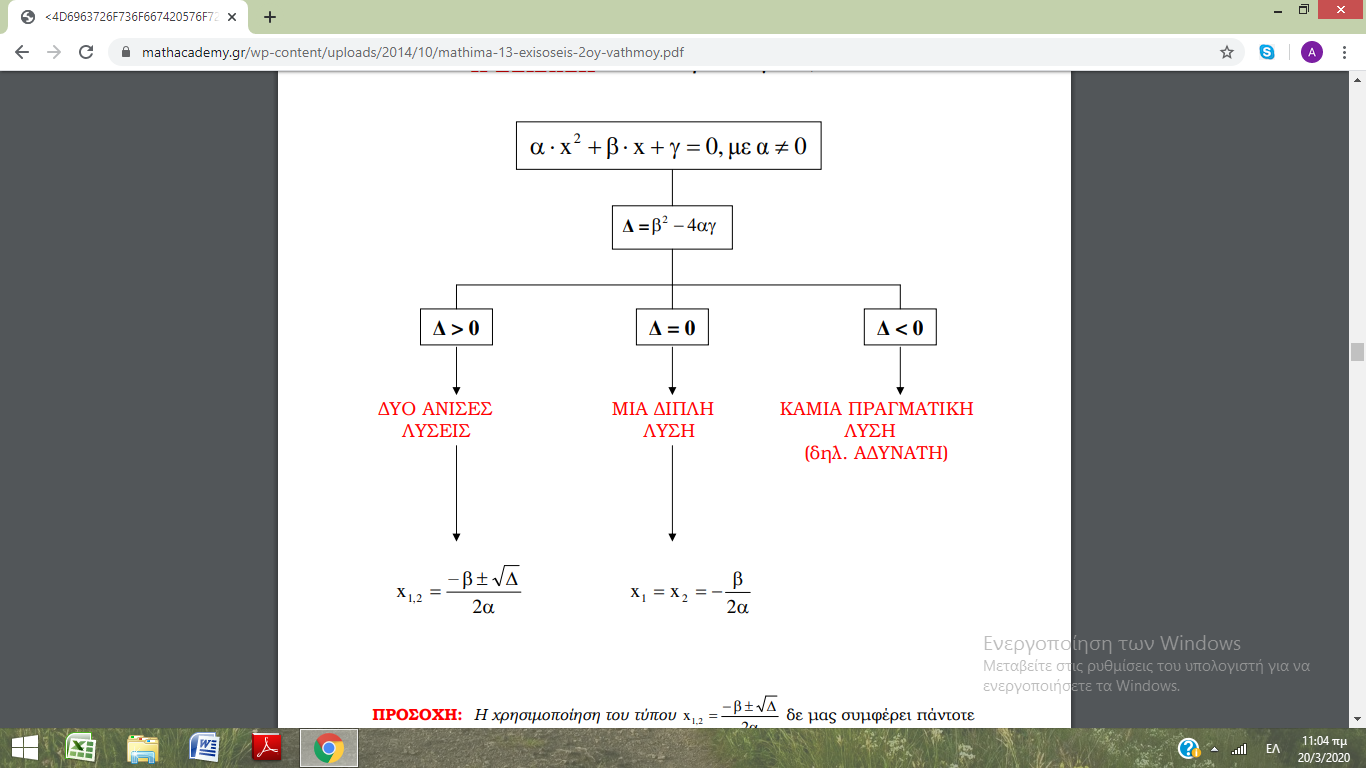 <4D6963726F736F667420576F72
mathacademy.gr/wp-content/uploads/2014/10/mathima-13-exisoseis-2oy-vathmoy.pdf
A
α · x² + β · x + γ = 0, με α ≠ 0
Δ = β² − 4αγ
Δ > 0 Δ = 0 Δ < 0
ΔΥΟ ΑΝΙΣΕΣ ΜΙΑ ΔΙΠΛΗ ΚΑΜΙΑ ΠΡΑΓΜΑΤΙΚΗ
ΛΥΣΕΙΣ ΛΥΣΗ ΛΥΣΗ
(δηλ. ΑΔΥΝΑΤΗ)
x₁,₂ = (−β ± √Δ) / 2α x₁ = x₂ = −β / 2α
Ενεργοποίηση των Windows
Μεταβείτε στις ρυθμίσεις του υπολογιστή για να
ενεργοποιήσετε τα Windows.
ΠΡΟΣΟΧΗ: Η χρησιμοποίηση του τύπου x₁,₂ = (−β ± √Δ) / 2α δε μας συμφέρει πάντοτε
ΕΛ
11:04 πμ
20/3/2020